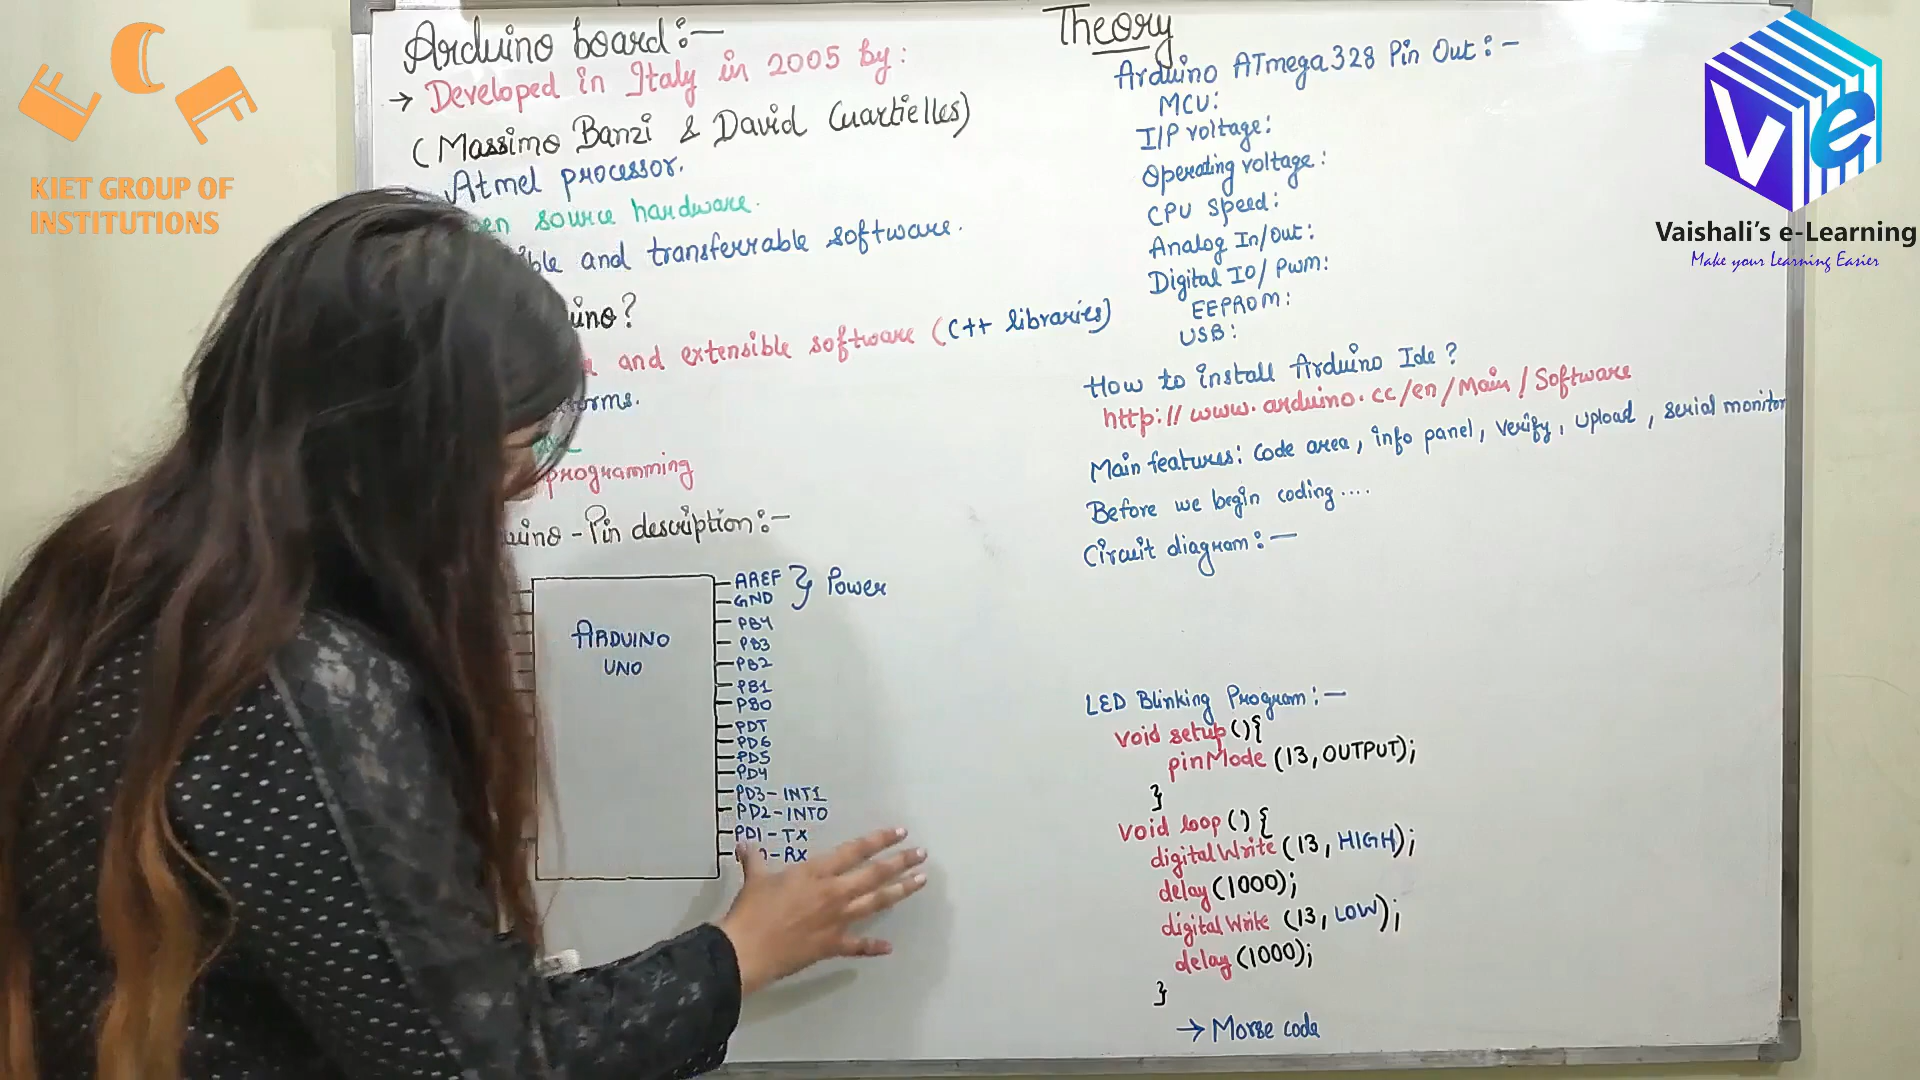 ECF
KIET GROUP OF
INSTITUTIONS
Arduino board:-
→ Developed in Italy in 2005 by:
(Massimo Banzi & David Cuartielles)
Atmel processor.
source hardware.
and transferrable software.
and extensible software (C++ libraries)
programming
- Pin description:-
ARDUINO
UNO
AREF } Power
GND
PB4
PB3
PB2
PB1
PB0
PD7
PD6
PD5
PD4
PD3-INT1
PD2-INT0
PD1-TX
-RX
Theory
Arduino ATmega328 Pin Out:-
MCU:
I/P voltage:
Operating voltage:
CPU Speed:
Analog In/Out:
Digital IO/PWM:
EEPROM:
USB:
How to install Arduino Ide?
http://www.arduino.cc/en/Main/Software
Main features: Code area, info panel, Verify, Upload, serial monitor
Before we begin coding....
Circuit diagram:-
LED Blinking Program:-
void setup(){
pinMode (13, OUTPUT);
}
void loop(){
digitalWrite (13, HIGH);
delay(1000);
digitalWrite (13, LOW);
delay(1000);
}
→ Morse code
Ve
Vaishali's e-Learning
Make your Learning Easier